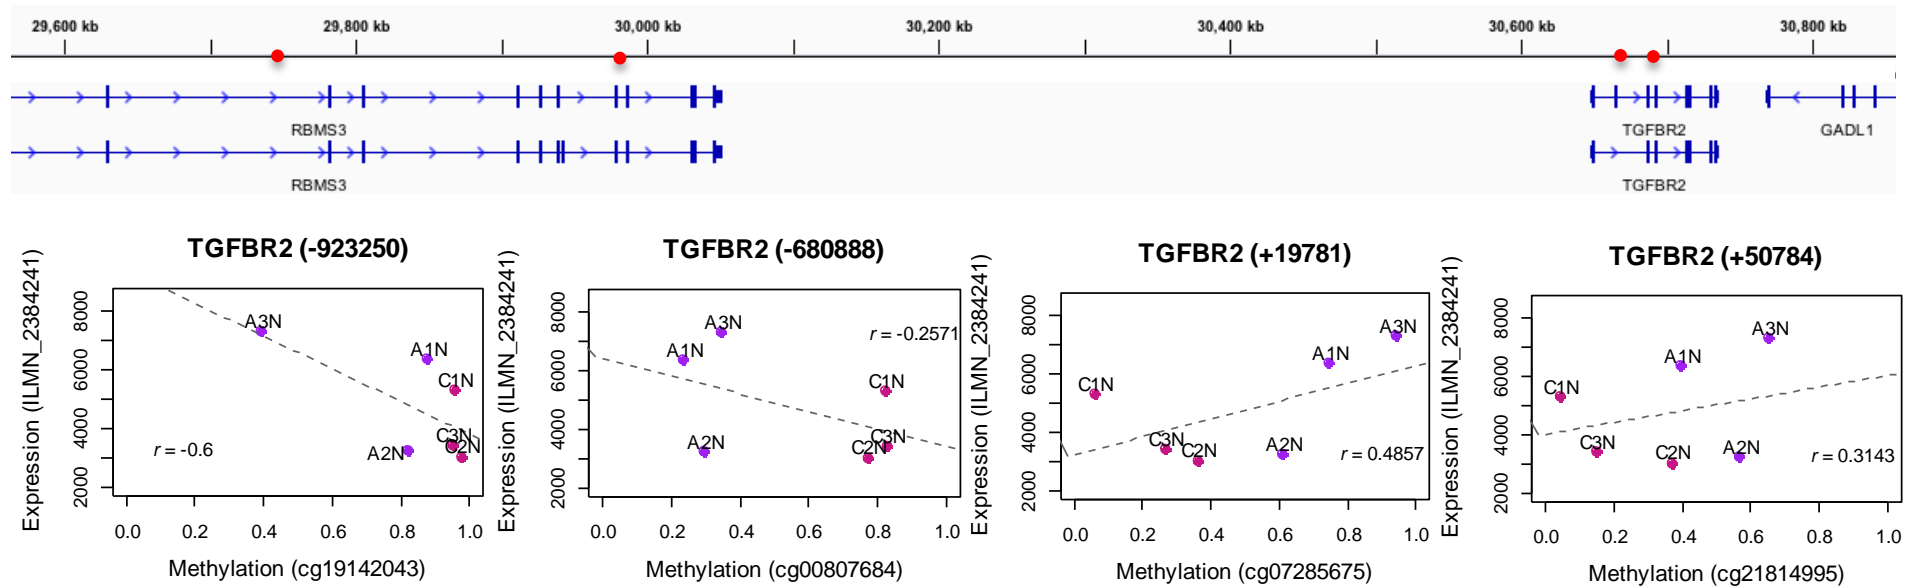 29,600 kb 29,800 kb 30,000 kb 30,200 kb 30,400 kb 30,600 kb 30,800 kb
RBMS3 TGFBR2 GADL1
RBMS3 TGFBR2
TGFBR2 (-923250)
Expression (ILMN_2384241)
8000
6000
4000
2000
A3N
A1N
C1N
C3N
A2N
C2N
r = -0.6
0.0 0.2 0.4 0.6 0.8 1.0
Methylation (cg19142043)
TGFBR2 (-680888)
Expression (ILMN_2384241)
8000
6000
4000
2000
A3N
r = -0.2571
A1N
C1N
A2N
C3N
C2N
0.0 0.2 0.4 0.6 0.8 1.0
Methylation (cg00807684)
TGFBR2 (+19781)
Expression (ILMN_2384241)
8000
6000
4000
2000
A3N
A1N
C1N
C3N
C2N
A2N
r = 0.4857
0.0 0.2 0.4 0.6 0.8 1.0
Methylation (cg07285675)
TGFBR2 (+50784)
Expression (ILMN_2384241)
8000
6000
4000
2000
A3N
A1N
C1N
C3N
C2N
A2N
r = 0.3143
0.0 0.2 0.4 0.6 0.8 1.0
Methylation (cg21814995)